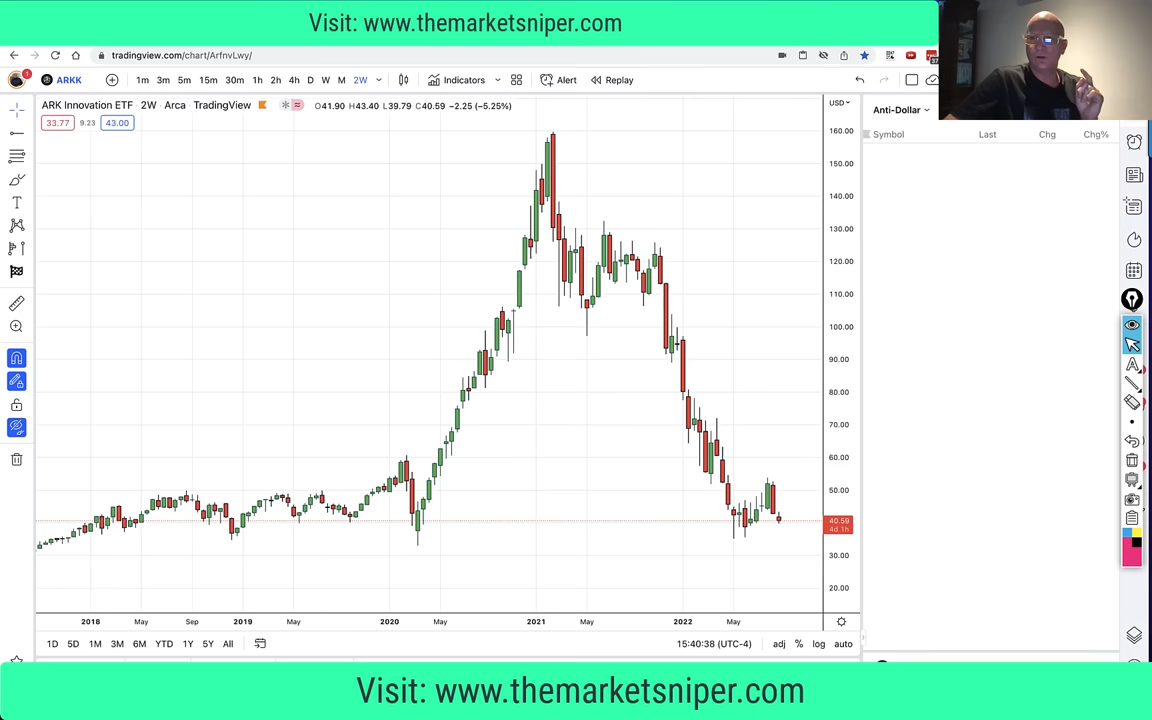 Visit: www.themarketsniper.com
tradingview.com/chart/ArfnvLwy/
1
ARKK
1m 3m 5m 15m 30m 1h 2h 4h D W M 2W
Indicators
Alert
Replay
ARK Innovation ETF · 2W · Arca · TradingView
O41.90 H43.40 L39.79 C40.59 −2.25 (−5.25%)
33.77 9.23 43.00
USD
160.00
150.00
140.00
130.00
120.00
110.00
100.00
90.00
80.00
70.00
60.00
50.00
40.59
4d 1h
30.00
20.00
Anti-Dollar
Symbol Last Chg Chg%
2018 May Sep 2019 May 2020 May 2021 May 2022 May
1D 5D 1M 3M 6M YTD 1Y 5Y All
15:40:38 (UTC-4) adj % log auto
Visit: www.themarketsniper.com